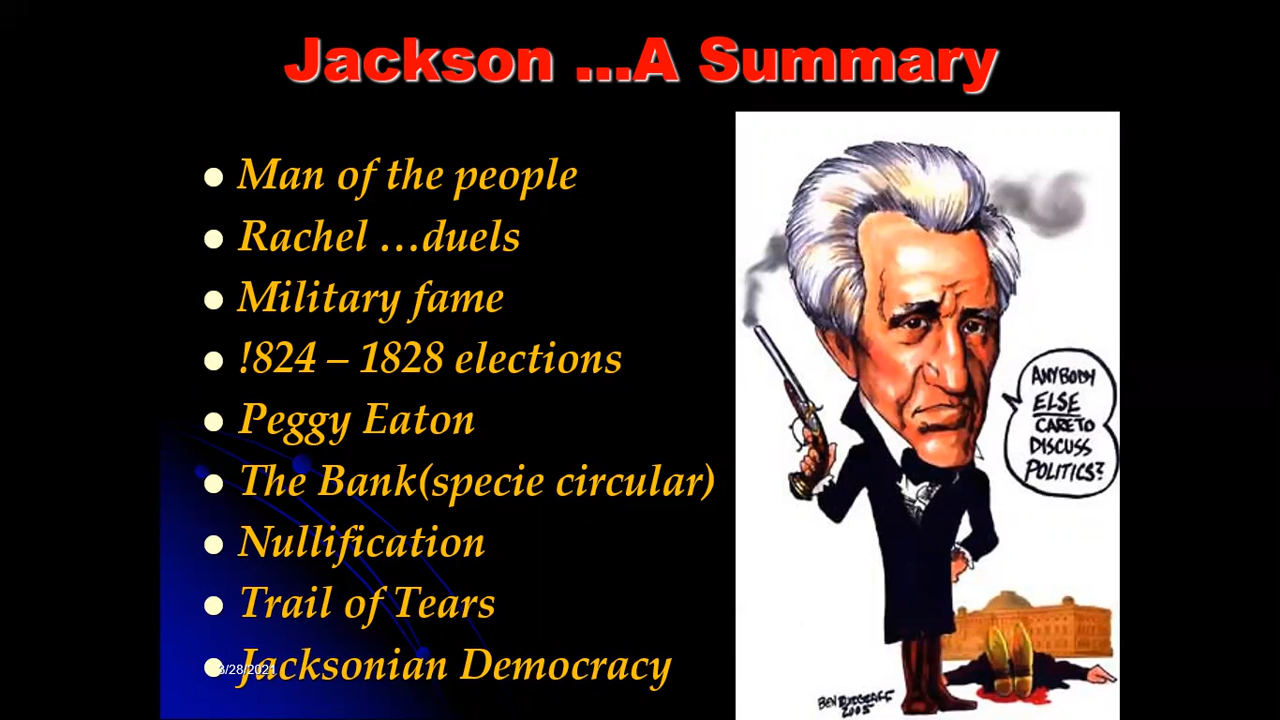 Jackson ...A Summary
Man of the people
Rachel ...duels
Military fame
!824 – 1828 elections
Peggy Eaton
The Bank(specie circular)
Nullification
Trail of Tears
Jacksonian Democracy
ANYBODY
ELSE
CARE TO
DISCUSS
POLITICS?
2005